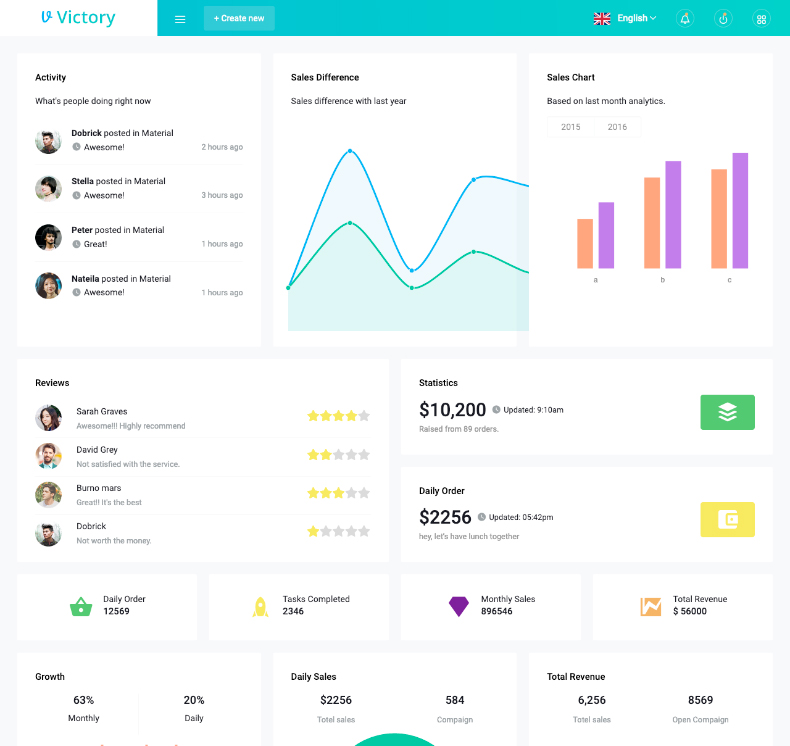 Victory
+ Create new
English
Activity
What's people doing right now
Dobrick posted in Material
Awesome!
2 hours ago
Stella posted in Material
Awesome!
3 hours ago
Peter posted in Material
Great!
1 hours ago
Nateila posted in Material
Awesome!
1 hours ago
Sales Difference
Sales difference with last year
Sales Chart
Based on last month analytics.
2015 2016
a b c
Reviews
Sarah Graves
Awesome!!! Highly recommend
David Grey
Not satisfied with the service.
Burno mars
Great!! It's the best
Dobrick
Not worth the money.
Statistics
$10,200 Updated: 9:10am
Raised from 89 orders.
Daily Order
$2256 Updated: 05:42pm
hey, let's have lunch together
Daily Order
12569
Tasks Completed
2346
Monthly Sales
896546
Total Revenue
$ 56000
Growth
63% 20%
Monthly Daily
Daily Sales
$2256 584
Totel sales Compaign
Total Revenue
6,256 8569
Totel sales Open Compaign